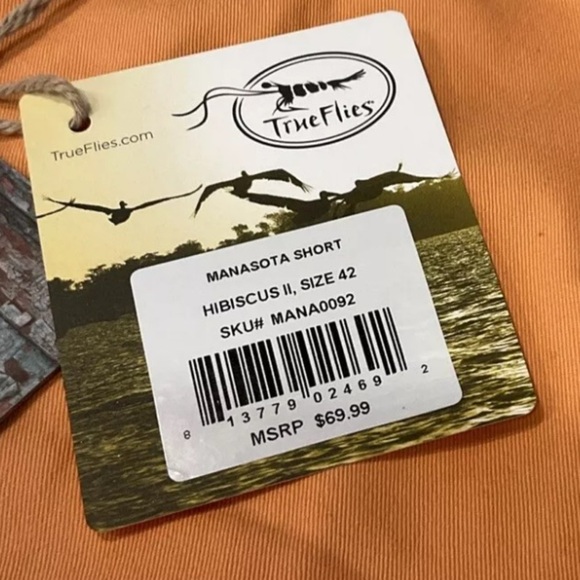 TrueFlies®
TrueFlies.com
MANASOTA SHORT
HIBISCUS II, SIZE 42
SKU# MANA0092
8 13779 02469 2
MSRP $69.99